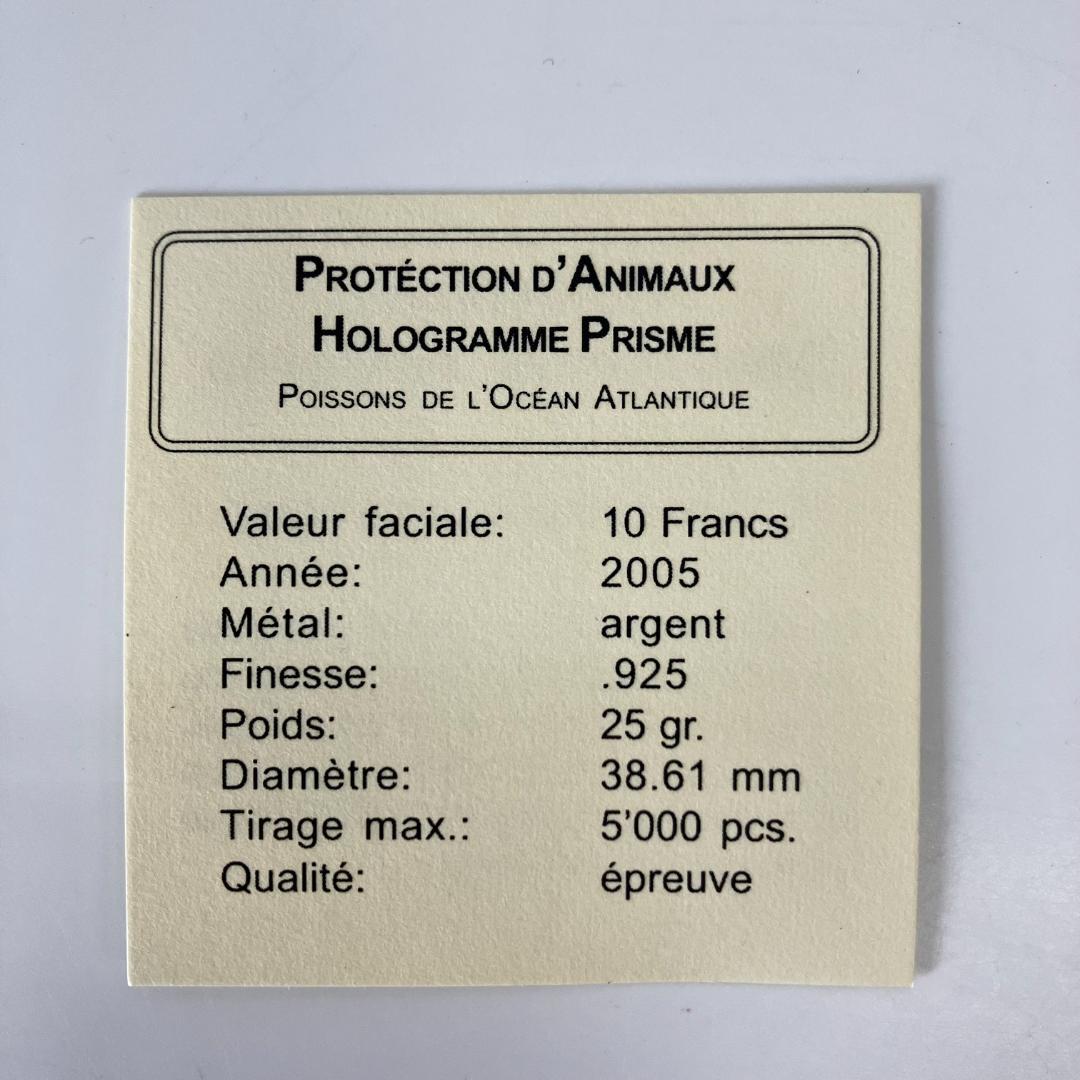 PROTÉCTION D'ANIMAUX
HOLOGRAMME PRISME
POISSONS DE L'OCÉAN ATLANTIQUE
Valeur faciale: 10 Francs
Année: 2005
Métal: argent
Finesse: .925
Poids: 25 gr.
Diamètre: 38.61 mm
Tirage max.: 5'000 pcs.
Qualité: épreuve